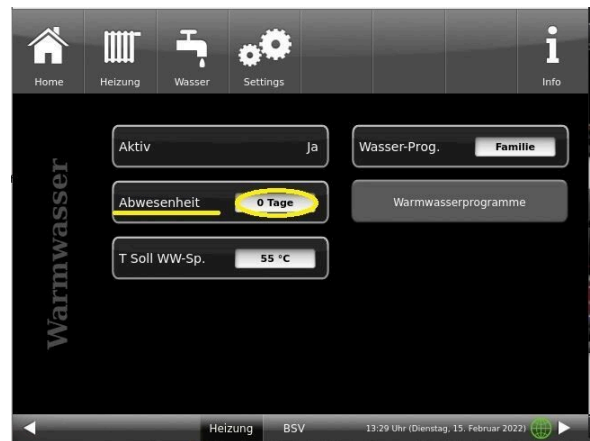 Home Heizung Wasser Settings Info
Warmwasser
Aktiv Ja
Wasser-Prog. Familie
Abwesenheit 0 Tage
Warmwasserprogramme
T Soll WW-Sp. 55 °C
Heizung BSV 13:29 Uhr (Dienstag, 15. Februar 2022)